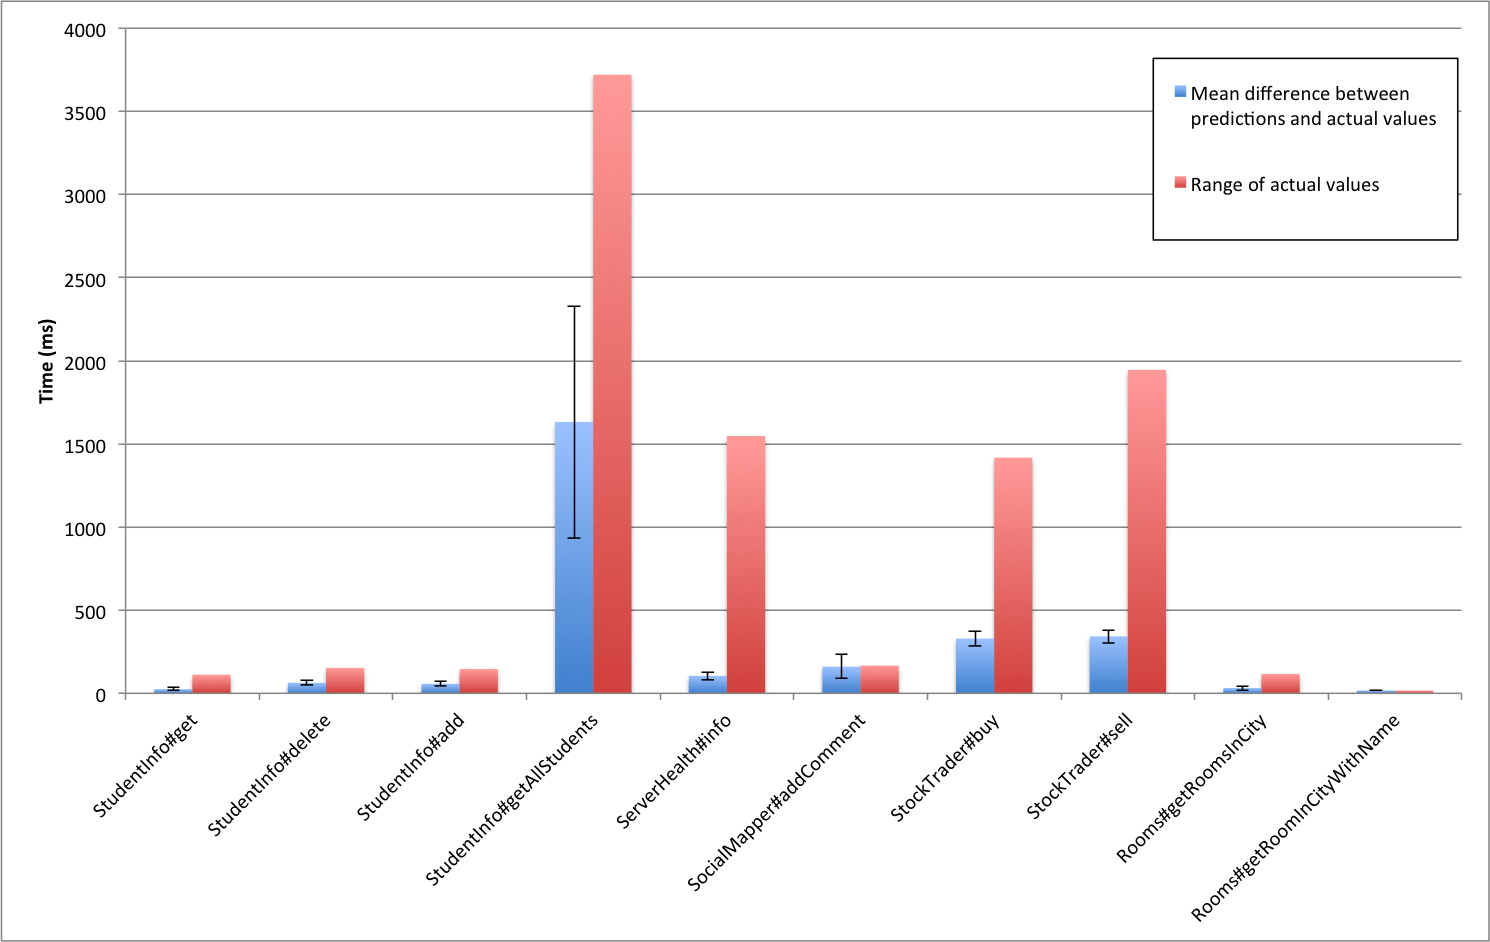 4000
3500
3000
2500
2000
1500
1000
500
0
Time (ms)
Mean difference between
predictions and actual values
Range of actual values
StudentInfo#get
StudentInfo#delete
StudentInfo#add
StudentInfo#getAllStudents
ServerHealth#info
SocialMapper#addComment
StockTrader#buy
StockTrader#sell
Rooms#getRoomsInCity
Rooms#getRoomInCityWithName